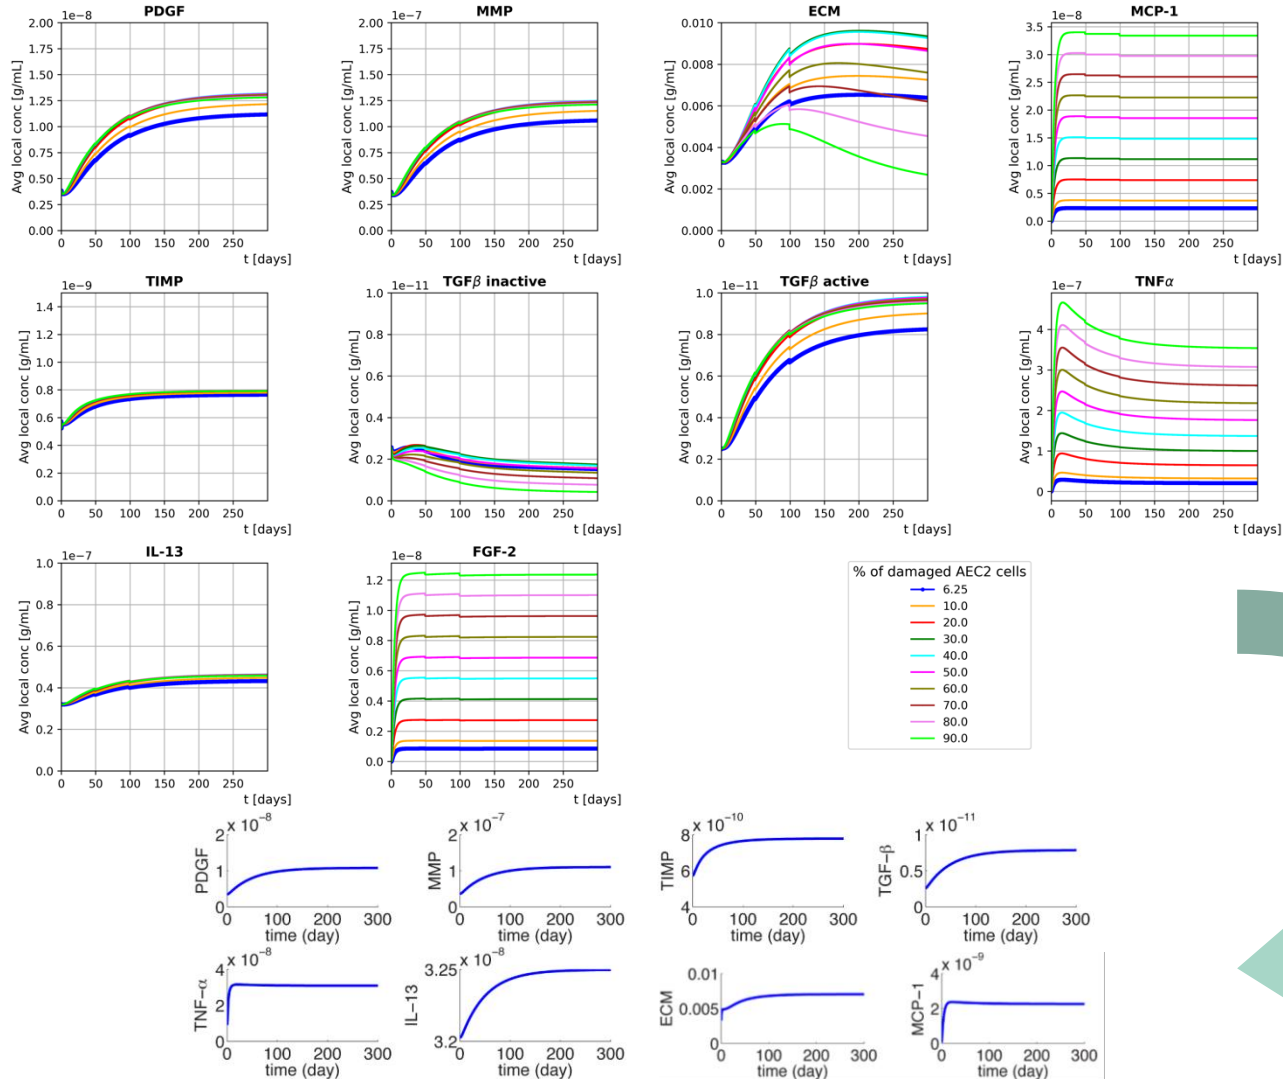 PDGF
1e−8
Avg local conc [g/mL]
2.00
1.75
1.50
1.25
1.00
0.75
0.50
0.25
0.00
0 50 100 150 200 250
t [days]
MMP
1e−7
Avg local conc [g/mL]
2.00
1.75
1.50
1.25
1.00
0.75
0.50
0.25
0.00
0 50 100 150 200 250
t [days]
ECM
Avg local conc [g/mL]
0.010
0.008
0.006
0.004
0.002
0.000
0 50 100 150 200 250
t [days]
MCP-1
1e−8
Avg local conc [g/mL]
3.5
3.0
2.5
2.0
1.5
1.0
0.5
0.0
0 50 100 150 200 250
t [days]
TIMP
1e−9
Avg local conc [g/mL]
1.4
1.2
1.0
0.8
0.6
0.4
0.2
0.0
0 50 100 150 200 250
t [days]
TGFβ inactive
1e−11
Avg local conc [g/mL]
1.0
0.8
0.6
0.4
0.2
0.0
0 50 100 150 200 250
t [days]
TGFβ active
1e−11
Avg local conc [g/mL]
1.0
0.8
0.6
0.4
0.2
0.0
0 50 100 150 200 250
t [days]
TNFα
1e−7
Avg local conc [g/mL]
4
3
2
1
0
0 50 100 150 200 250
t [days]
IL-13
1e−7
Avg local conc [g/mL]
1.0
0.8
0.6
0.4
0.2
0.0
0 50 100 150 200 250
t [days]
FGF-2
1e−8
Avg local conc [g/mL]
1.2
1.0
0.8
0.6
0.4
0.2
0.0
0 50 100 150 200 250
t [days]
% of damaged AEC2 cells
6.25
10.0
20.0
30.0
40.0
50.0
60.0
70.0
80.0
90.0
x 10−8
PDGF
2
1
0
0 100 200 300
time (day)
x 10−7
MMP
2
1
0
0 100 200 300
time (day)
x 10−10
TIMP
8
6
4
0 100 200 300
time (day)
x 10−11
TGF−β
1
0.5
0
0 100 200 300
time (day)
x 10−8
TNF−α
4
2
0
0 100 200 300
time (day)
x 10−8
IL−13
3.25
3.2
0 100 200 300
time (day)
ECM
0.01
0.005
0
0 100 200 300
time (day)
x 10−9
MCP−1
4
2
0
0 100 200 300
time (day)